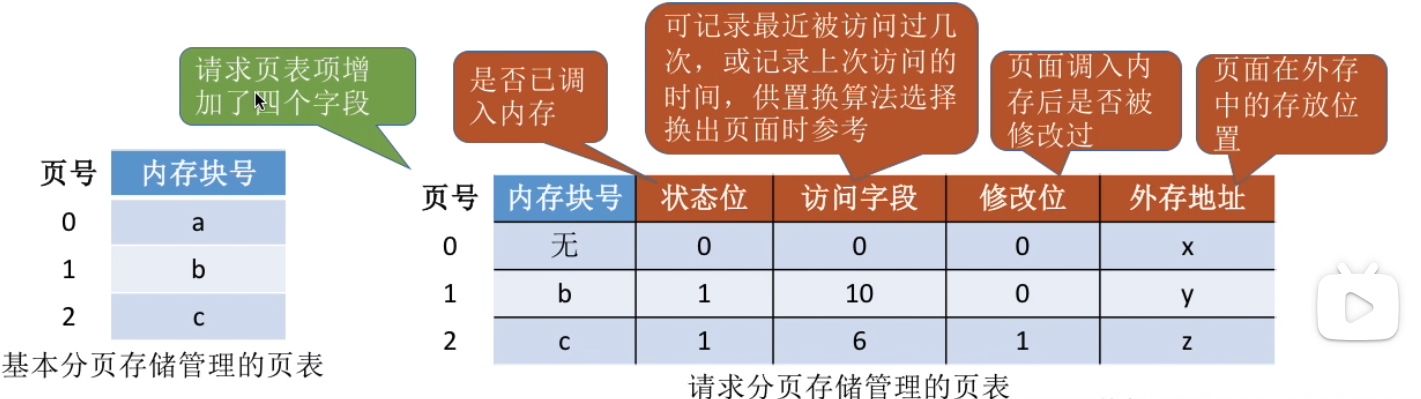 请求页表项增
加了四个字段
是否已调
入内存
可记录最近被访问过几
次，或记录上次访问的
时间，供置换算法选择
换出页面时参考
页面调入内
存后是否被
修改过
页面在外存
中的存放位
置
页号 内存块号
0 a
1 b
2 c
基本分页存储管理的页表
页号 内存块号 状态位 访问字段 修改位 外存地址
0 无 0 0 0 x
1 b 1 10 0 y
2 c 1 6 1 z
请求分页存储管理的页表